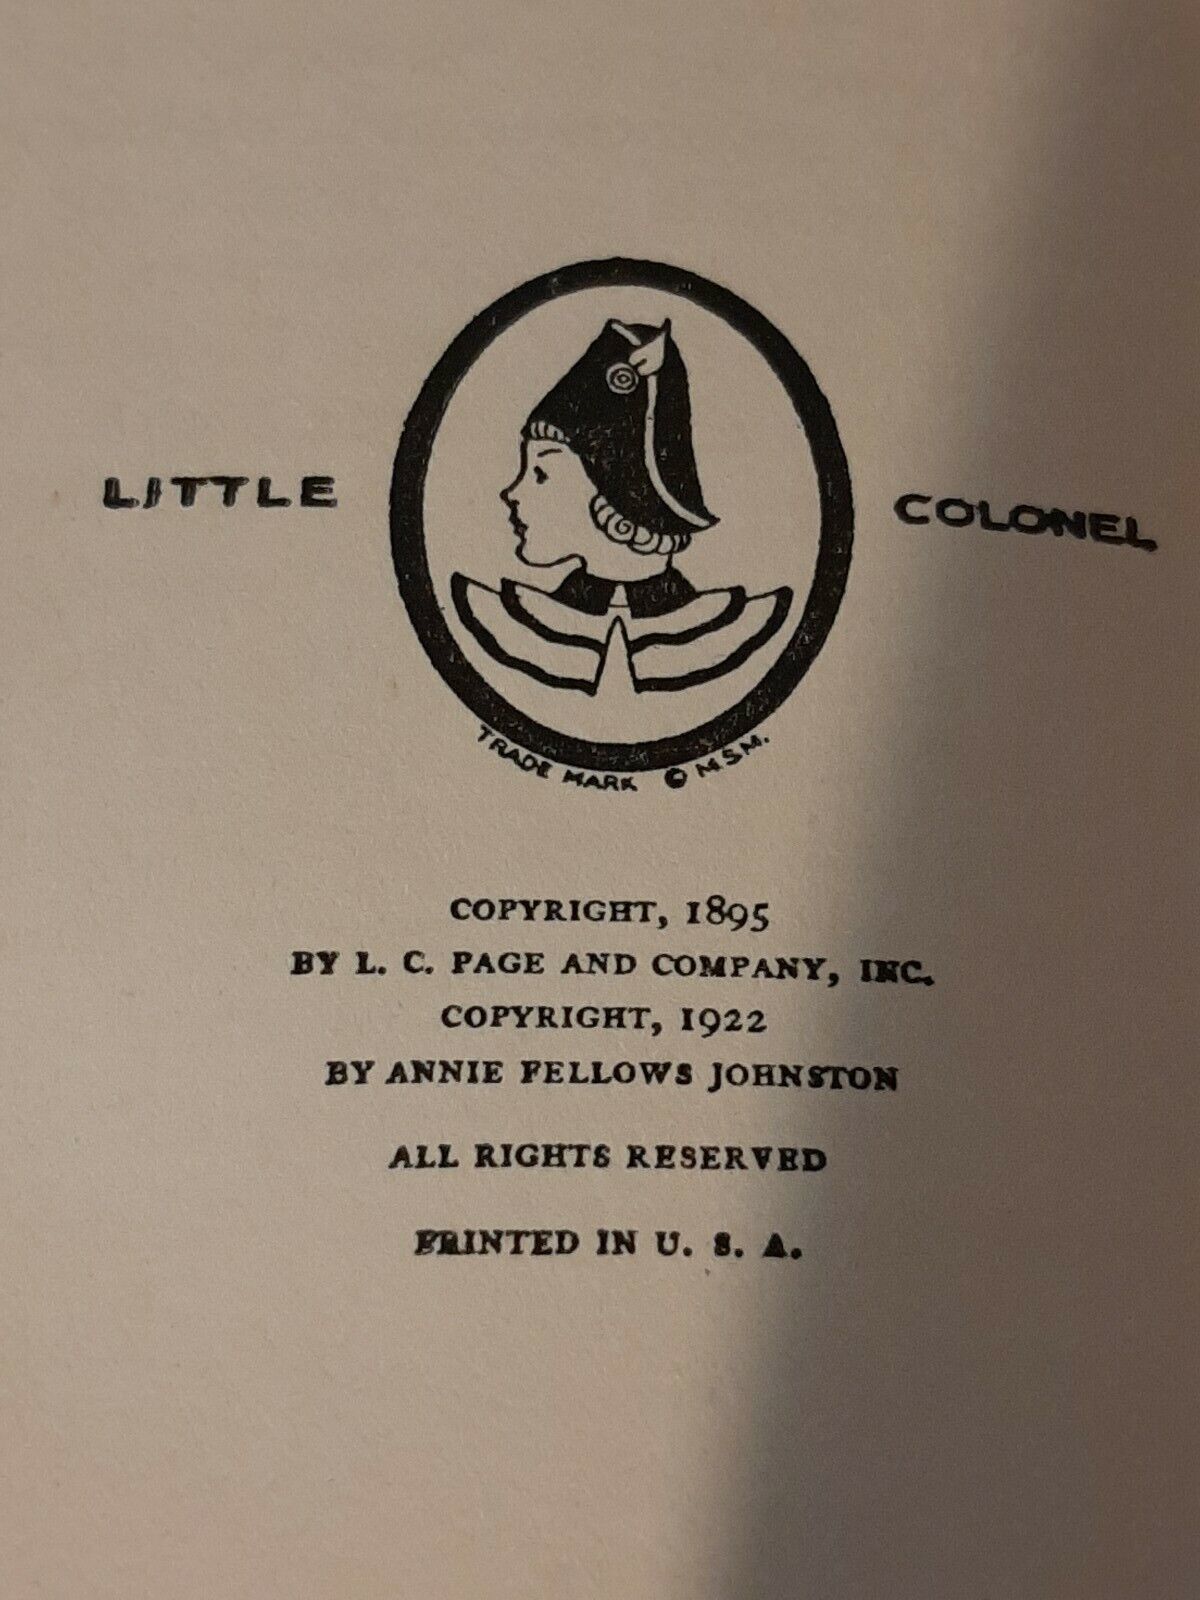 LITTLE COLONEL
TRADE MARK © M.S.M.
COPYRIGHT, 1895
BY L. C. PAGE AND COMPANY, INC.
COPYRIGHT, 1922
BY ANNIE FELLOWS JOHNSTON
ALL RIGHTS RESERVED
PRINTED IN U. S. A.